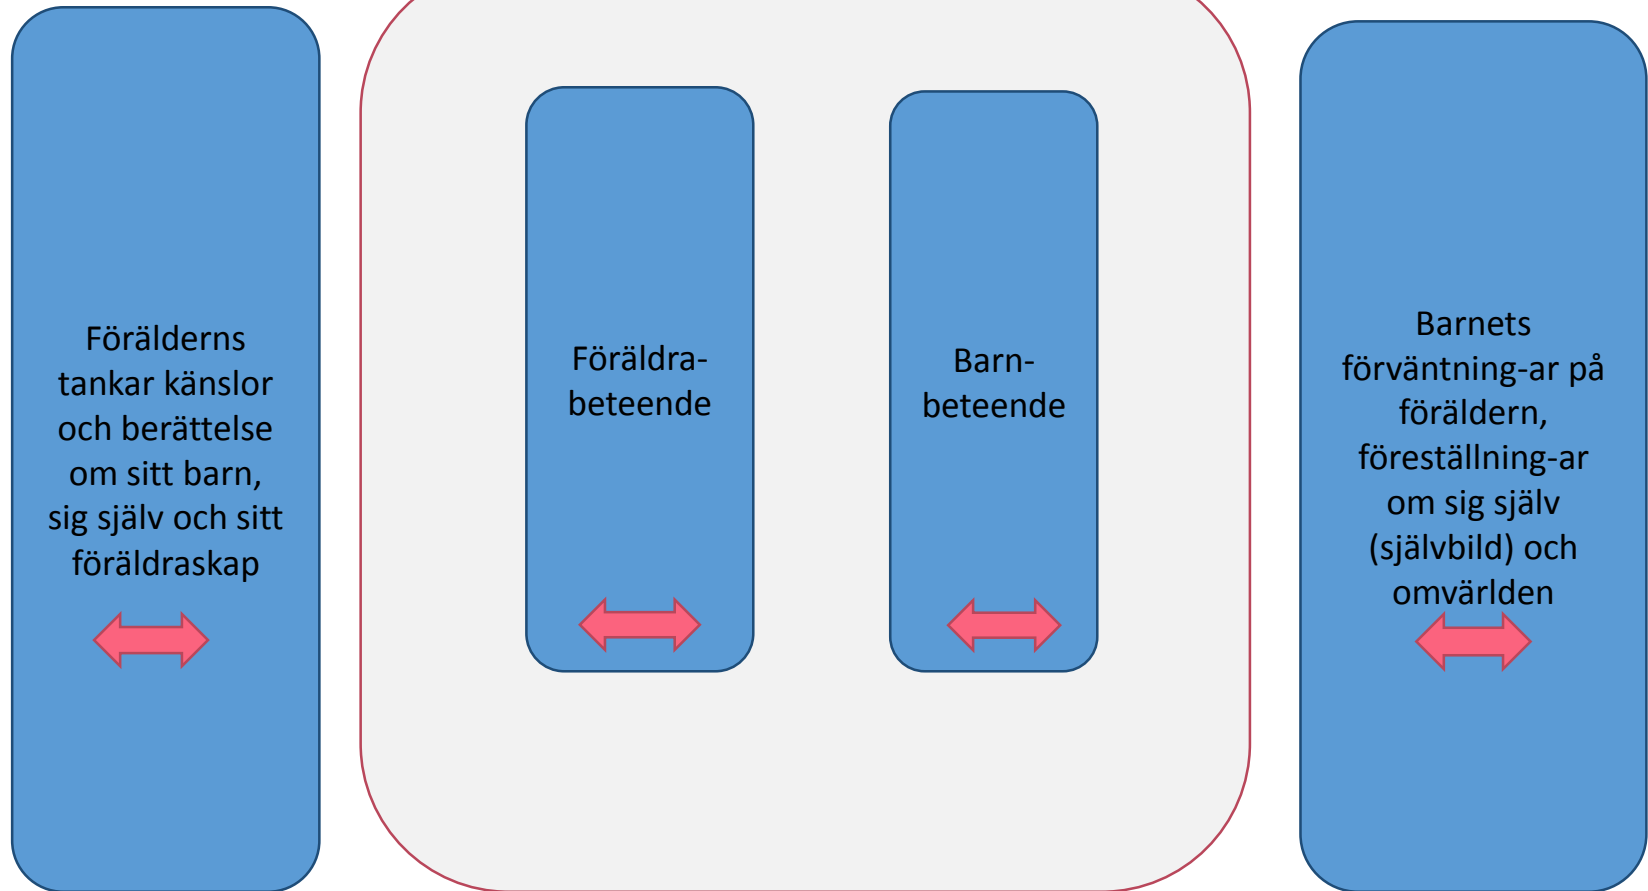 Förälderns
tankar känslor
och berättelse
om sitt barn,
sig själv och sitt
föräldraskap
Föräldra-
beteende
Barn-
beteende
Barnets
förväntning-ar på
föräldern,
föreställning-ar
om sig själv
(självbild) och
omvärlden